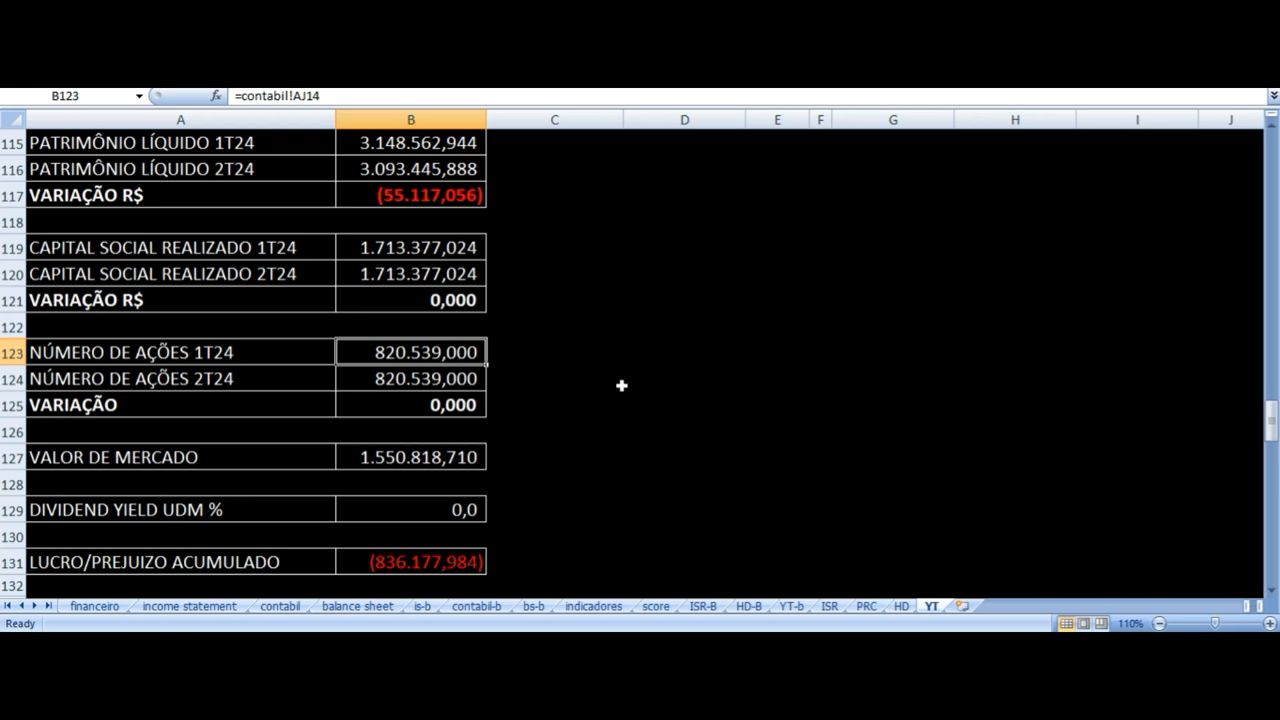 B123 fx =contabil!AJ14
A B C D E F G H I J
115 PATRIMÔNIO LÍQUIDO 1T24 3.148.562,944
116 PATRIMÔNIO LÍQUIDO 2T24 3.093.445,888
117 VARIAÇÃO R$ (55.117,056)
118
119 CAPITAL SOCIAL REALIZADO 1T24 1.713.377,024
120 CAPITAL SOCIAL REALIZADO 2T24 1.713.377,024
121 VARIAÇÃO R$ 0,000
122
123 NÚMERO DE AÇÕES 1T24 820.539,000
124 NÚMERO DE AÇÕES 2T24 820.539,000
125 VARIAÇÃO 0,000
126
127 VALOR DE MERCADO 1.550.818,710
128
129 DIVIDEND YIELD UDM % 0,0
130
131 LUCRO/PREJUIZO ACUMULADO (836.177,984)
132
financeiro income statement contabil balance sheet is-b contabil-b bs-b indicadores score ISR-B HD-B YT-b ISR PRC HD YT
Ready 110%